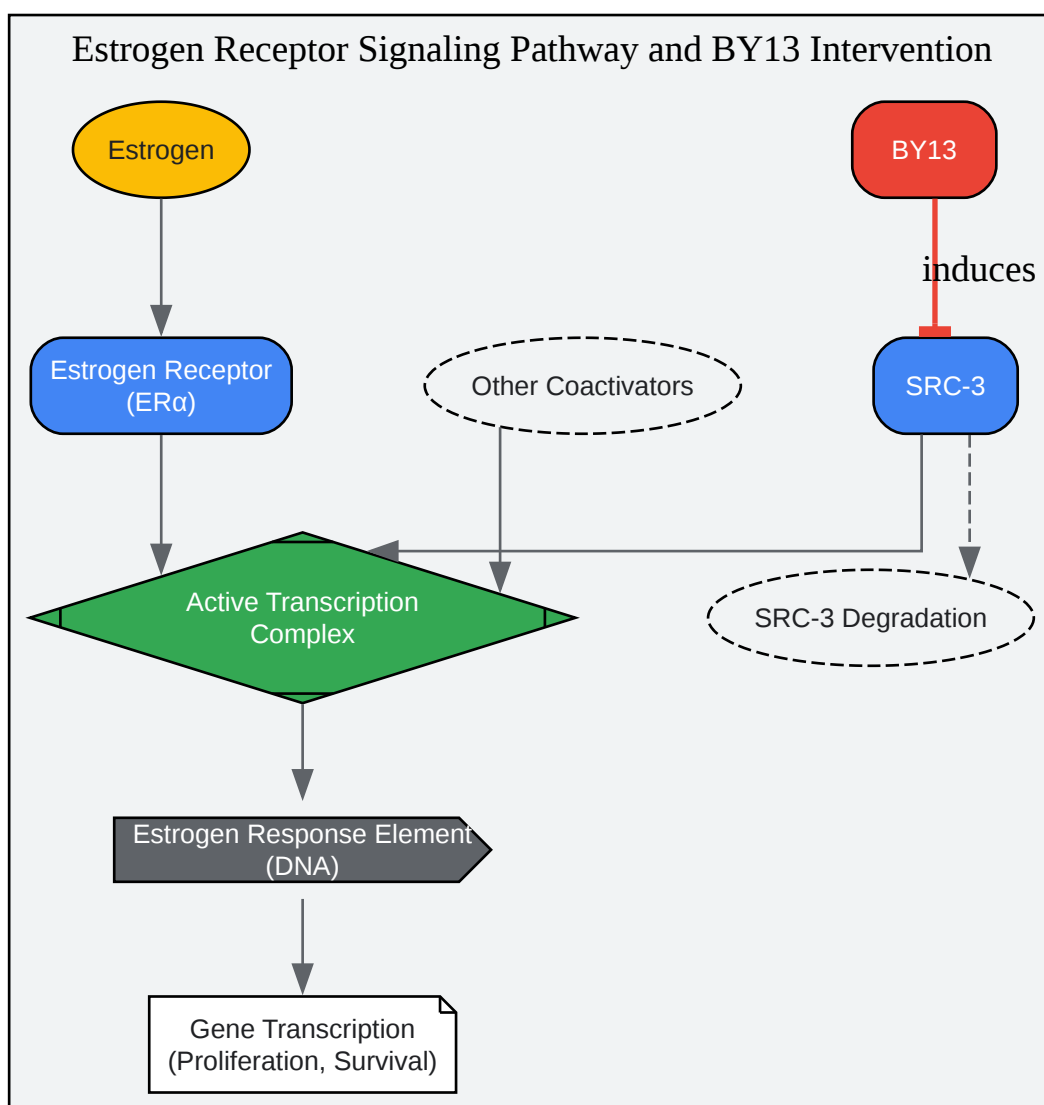 Estrogen Receptor Signaling Pathway and BY13 Intervention
Estrogen
BY13
induces
Estrogen Receptor
(ERα)
Other Coactivators
SRC-3
Active Transcription
Complex
SRC-3 Degradation
Estrogen Response Element
(DNA)
Gene Transcription
(Proliferation, Survival)